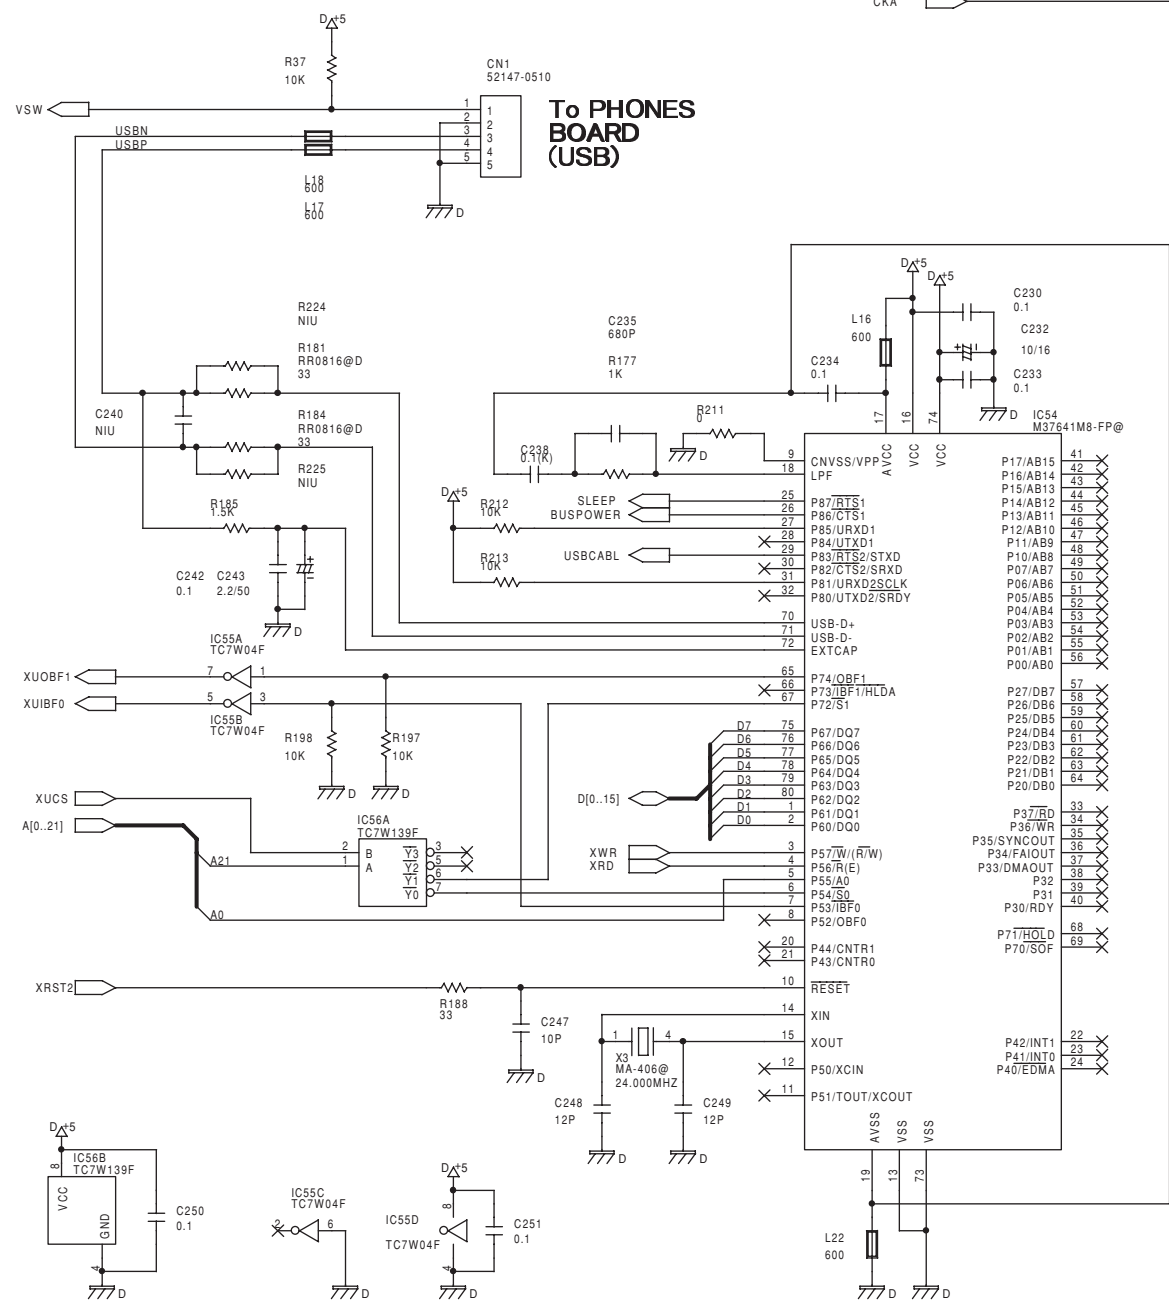 CKA
D +5
R37
10K
CN1
52147-0510
VSW
1
2
3
4
5
1
2
3
4
5
To PHONES
BOARD
(USB)
USBN
USBP
L18
600
L17
600
D
R224
NIU
R181
RR0816@D
33
C240
NIU
R184
RR0816@D
33
R225
NIU
R185
1.5K
C242
0.1
C243
2.2/50
+
D
C235
680P
R177
1K
C234
0.1
L16
600
D +5
D +5
C230
0.1
C232
10/16
+
C233
0.1
D
R211
0
D
C238
0.1(K)
D +5
R212
10K
R213
10K
SLEEP
BUSPOWER
USBCABL
IC54
M37641M8-FP@
17
16
74
AVCC
VCC
VCC
9 CNVSS/VPP
18 LPF
25 P87/RTS1
26 P86/CTS1
27 P85/URXD1
28 P84/UTXD1
29 P83/RTS2/STXD
30 P82/CTS2/SRXD
31 P81/URXD2SCLK
32 P80/UTXD2/SRDY
70 USB-D+
71 USB-D-
72 EXTCAP
65 P74/OBF1
66 P73/IBF1/HLDA
67 P72/S1
75 P67/DQ7
76 P66/DQ6
77 P65/DQ5
78 P64/DQ4
79 P63/DQ3
80 P62/DQ2
1 P61/DQ1
2 P60/DQ0
3 P57/W/(R/W)
4 P56/R(E)
5 P55/A0
6 P54/S0
7 P53/IBF0
8 P52/OBF0
20 P44/CNTR1
21 P43/CNTR0
10 RESET
14 XIN
15 XOUT
12 P50/XCIN
11 P51/TOUT/XCOUT
P17/AB15 41
P16/AB14 42
P15/AB13 43
P14/AB12 44
P13/AB11 45
P12/AB10 46
P11/AB9 47
P10/AB8 48
P07/AB7 49
P06/AB6 50
P05/AB5 51
P04/AB4 52
P03/AB3 53
P02/AB2 54
P01/AB1 55
P00/AB0 56
P27/DB7 57
P26/DB6 58
P25/DB5 59
P24/DB4 60
P23/DB3 61
P22/DB2 62
P21/DB1 63
P20/DB0 64
P37/RD 33
P36/WR 34
P35/SYNCOUT 35
P34/FAIOUT 36
P33/DMAOUT 37
P32 38
P31 39
P30/RDY 40
P71/HOLD 68
P70/SOF 69
P42/INT1 22
P41/INT0 23
P40/EDMA 24
AVSS
VSS
VSS
19
13
73
L22
600
D
D
IC55A
TC7W04F
XUOBF1
7
1
XUIBF0
5
3
IC55B
TC7W04F
R198
10K
R197
10K
D
D
XUCS
A[0..21]
A21
A0
IC56A
TC7W139F
2
1
B
A
Y3
Y2
Y1
Y0
3
5
6
7
D[0..15]
D7
D6
D5
D4
D3
D2
D1
D0
XWR
XRD
XRST2
R188
33
C247
10P
D
1
4
X3
MA-406@
24.000MHZ
C248
12P
C249
12P
D
D
D +5
IC56B
TC7W139F
8
VCC
GND
4
C250
0.1
D
IC55C
TC7W04F
2
6
D
D +5
IC55D
TC7W04F
8
4
C251
0.1
D